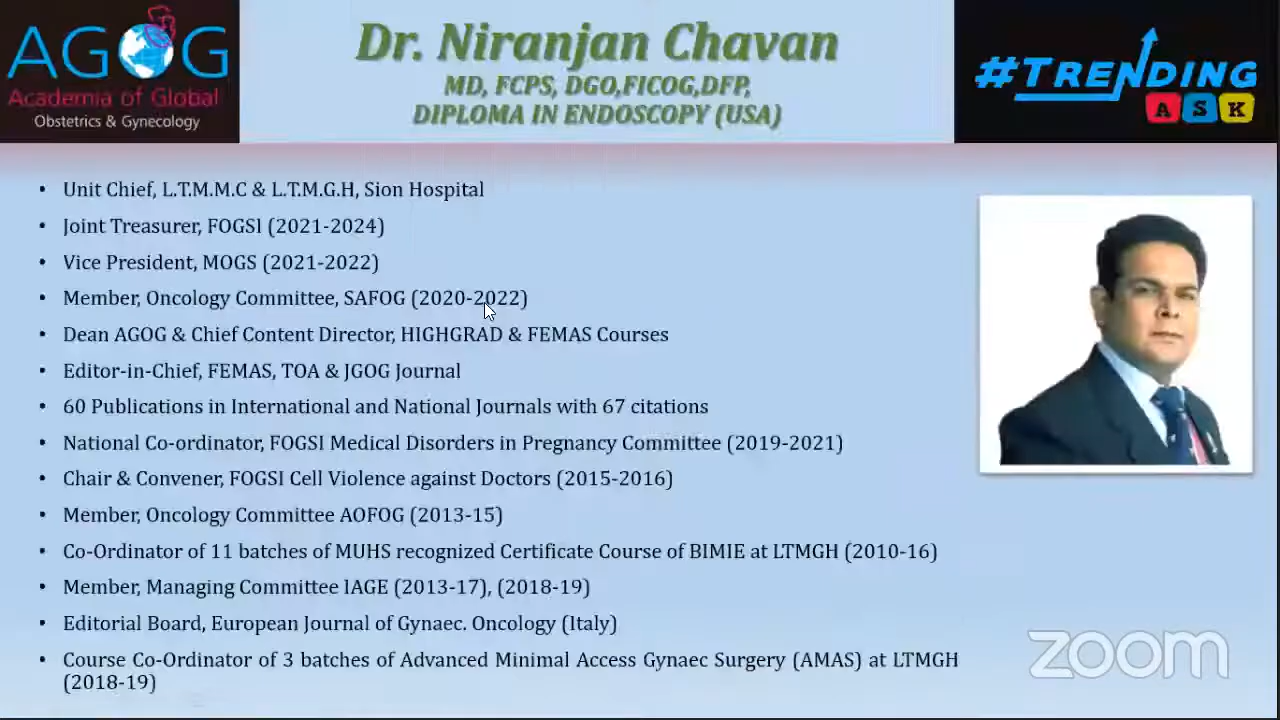 AGOG
Academia of Global
Obstetrics & Gynecology
Dr. Niranjan Chavan
MD, FCPS, DGO,FICOG,DFP,
DIPLOMA IN ENDOSCOPY (USA)
#TRENDING
ASK
• Unit Chief, L.T.M.M.C & L.T.M.G.H, Sion Hospital
• Joint Treasurer, FOGSI (2021-2024)
• Vice President, MOGS (2021-2022)
• Member, Oncology Committee, SAFOG (2020-2022)
• Dean AGOG & Chief Content Director, HIGHGRAD & FEMAS Courses
• Editor-in-Chief, FEMAS, TOA & JGOG Journal
• 60 Publications in International and National Journals with 67 citations
• National Co-ordinator, FOGSI Medical Disorders in Pregnancy Committee (2019-2021)
• Chair & Convener, FOGSI Cell Violence against Doctors (2015-2016)
• Member, Oncology Committee AOFOG (2013-15)
• Co-Ordinator of 11 batches of MUHS recognized Certificate Course of BIMIE at LTMGH (2010-16)
• Member, Managing Committee IAGE (2013-17), (2018-19)
• Editorial Board, European Journal of Gynaec. Oncology (Italy)
• Course Co-Ordinator of 3 batches of Advanced Minimal Access Gynaec Surgery (AMAS) at LTMGH
(2018-19)
zoom